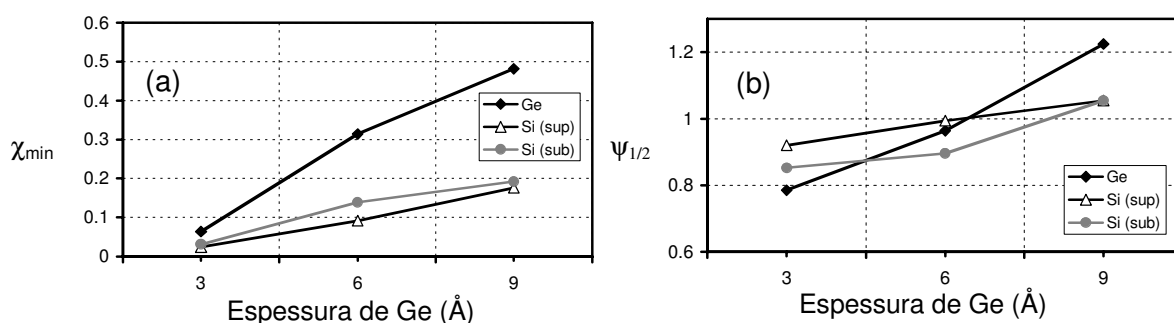 (a)
χmin
0.6
0.5
0.4
0.3
0.2
0.1
0
Ge
Si (sup)
Si (sub)
3 6 9
Espessura de Ge (Å)
(b)
ψ1/2
1.2
1
0.8
0.6
Ge
Si (sup)
Si (sub)
3 6 9
Espessura de Ge (Å)